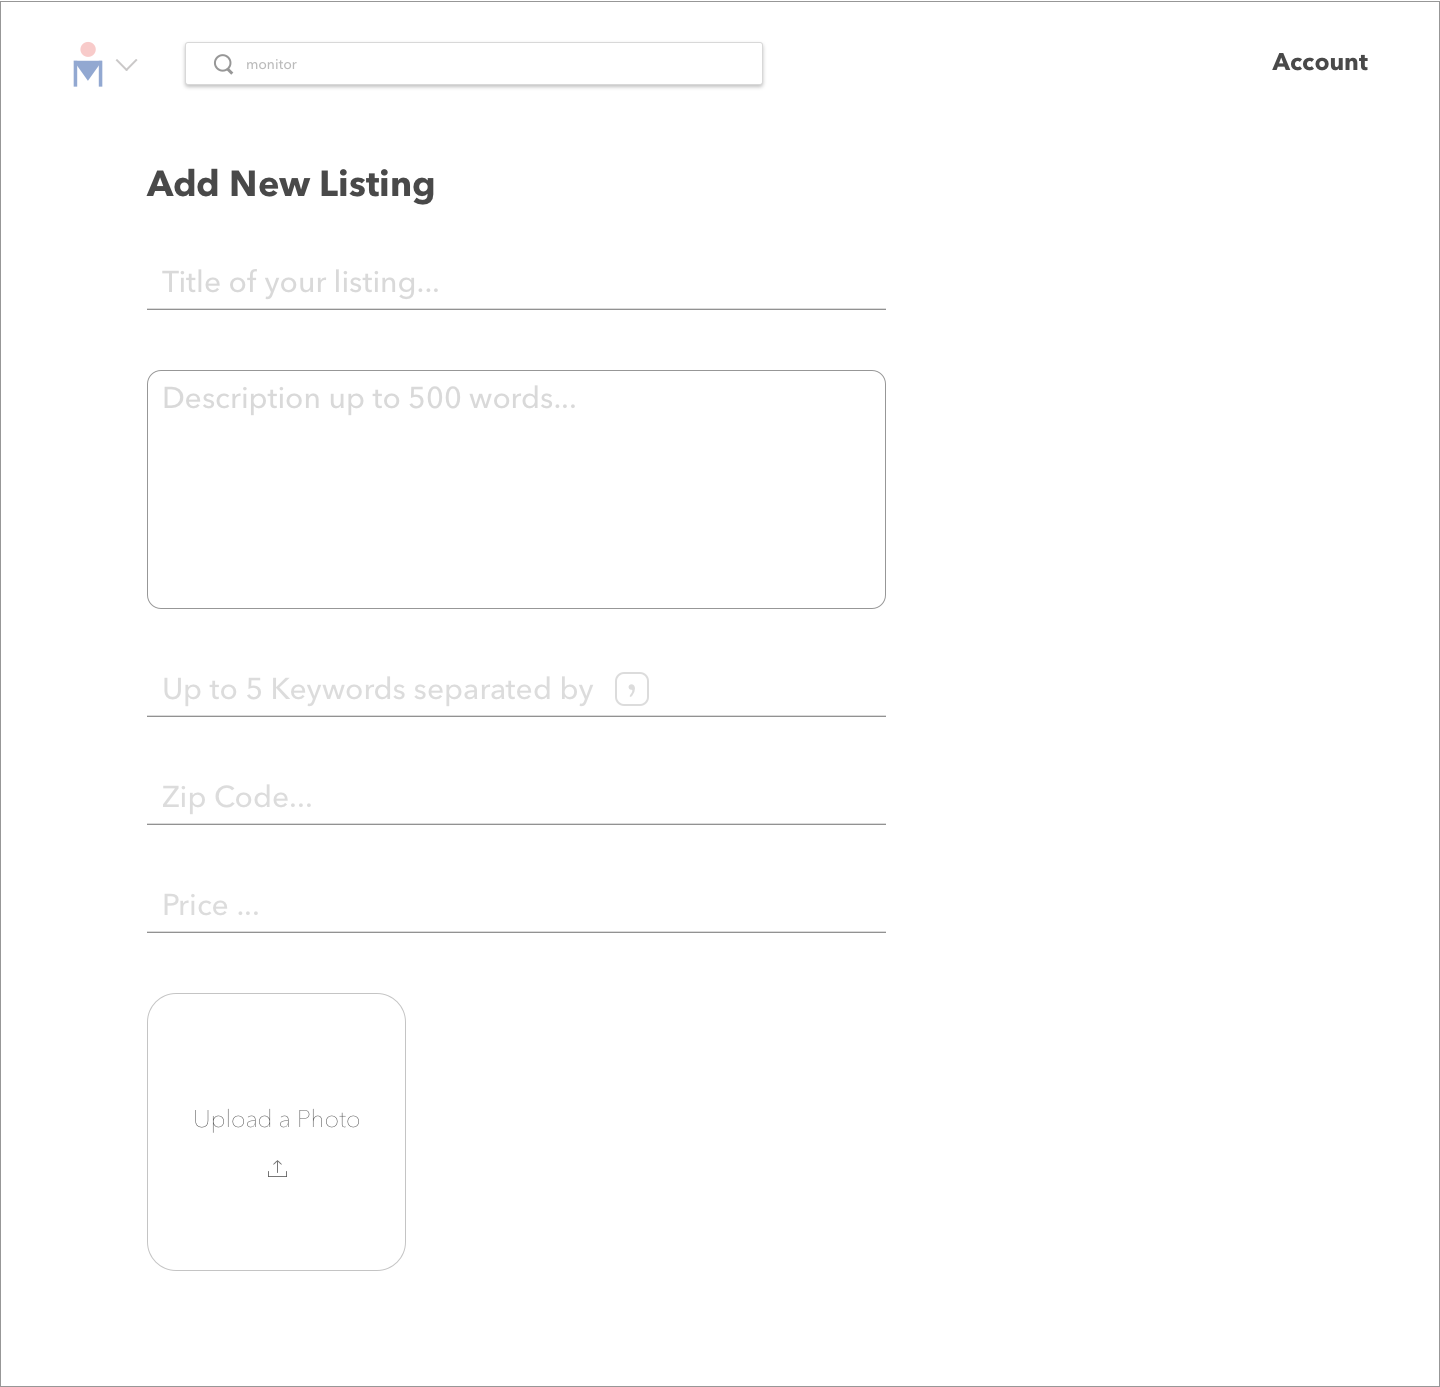 monitor
Account
Add New Listing
Title of your listing...
Description up to 500 words...
Up to 5 Keywords separated by ,
Zip Code...
Price ...
Upload a Photo